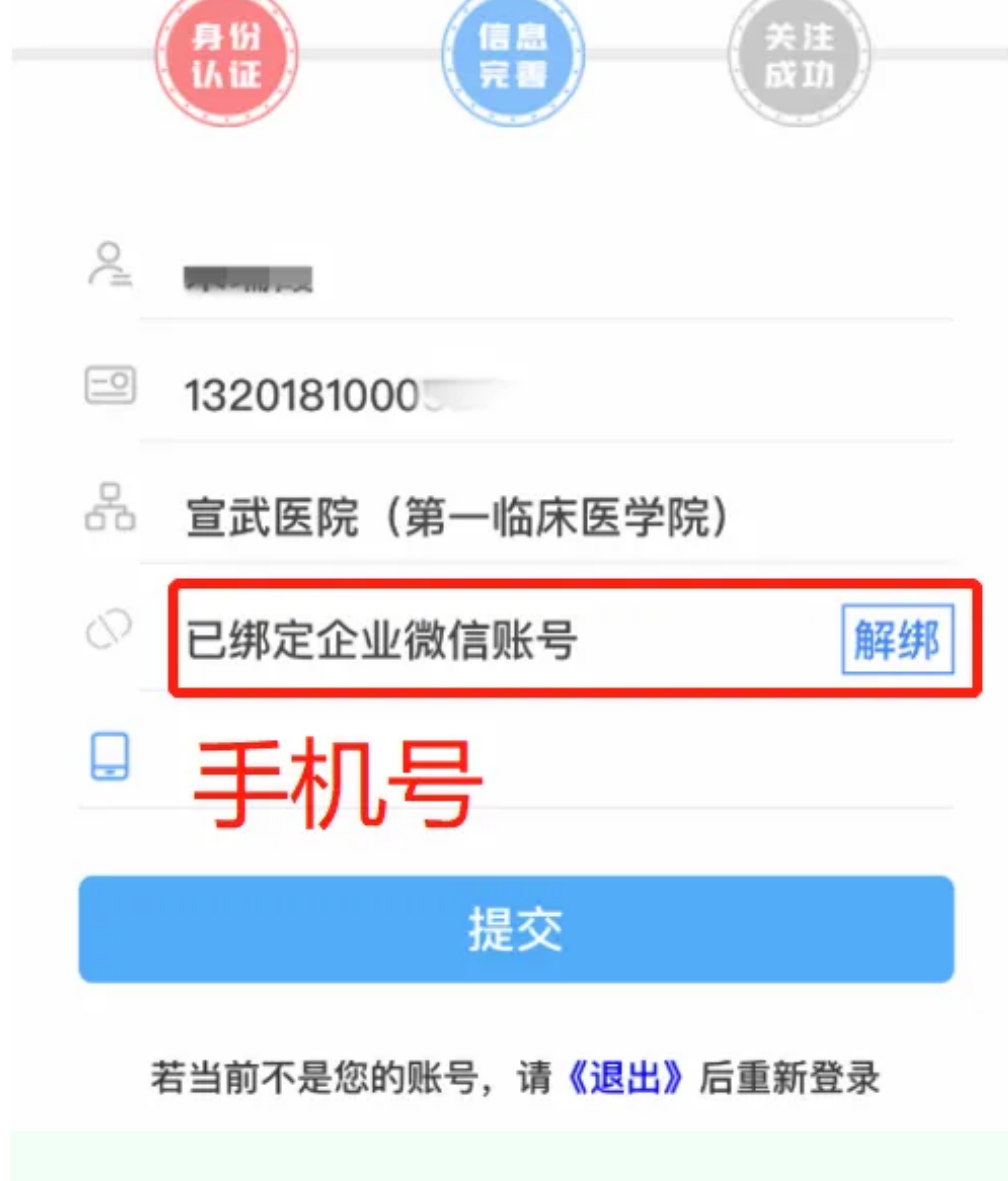 身份 信息 关注
认证 完善 成功
1320181000
宣武医院（第一临床医学院）
已绑定企业微信账号 解绑
手机号
提交
若当前不是您的账号，请《退出》后重新登录